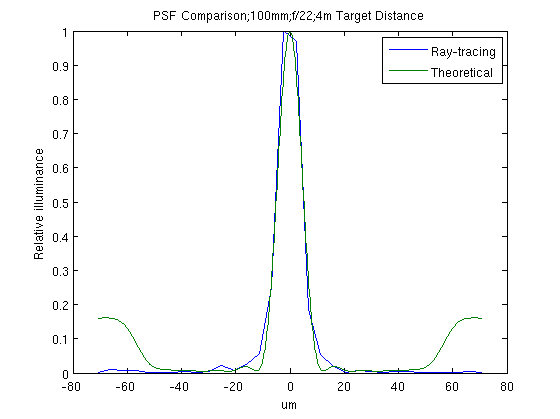 PSF Comparison;100mm;f/22;4m Target Distance
Ray-tracing
Theoretical
Relative illuminance
1
0.9
0.8
0.7
0.6
0.5
0.4
0.3
0.2
0.1
0
-80 -60 -40 -20 0 20 40 60 80
um